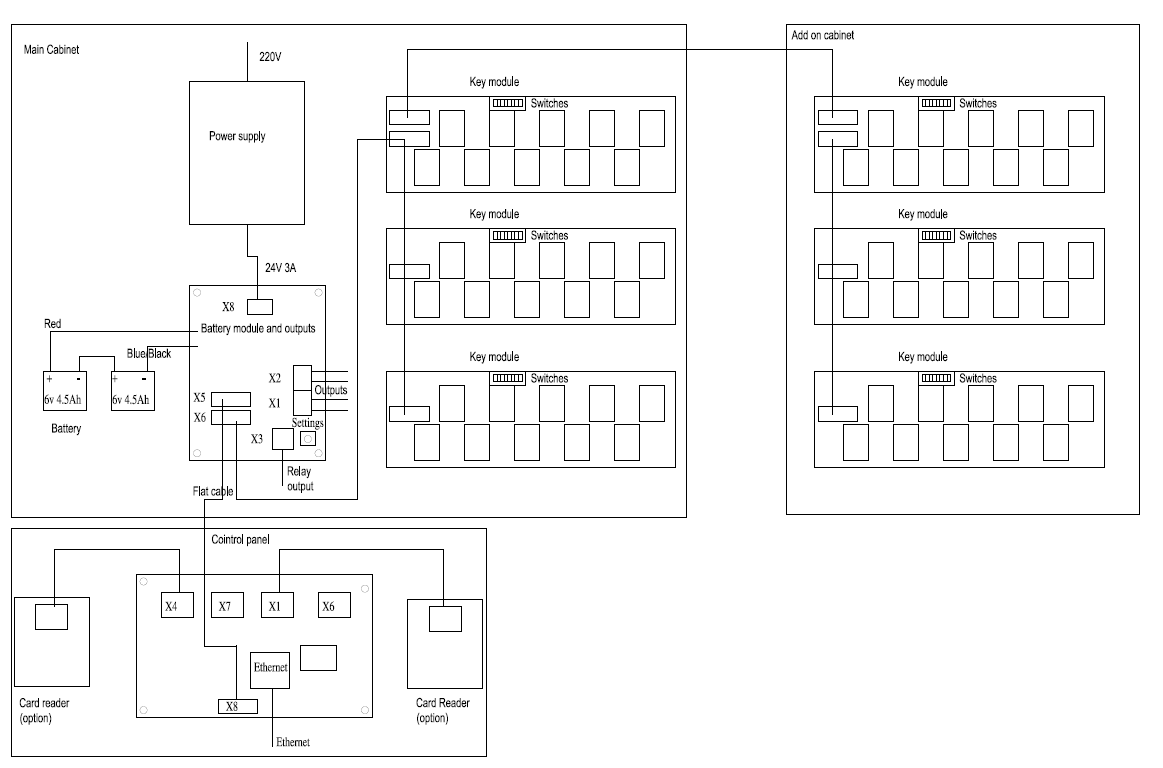 Main Cabinet
220V
Power supply
24V 3A
X8
Battery module and outputs
Red
Blue/Black
+ -
+ -
6v 4.5Ah
6v 4.5Ah
Battery
X2
X1
Outputs
X5
X6
Settings
X3
Relay
output
Flat cable
Key module
Switches
Key module
Switches
Key module
Switches
Add on cabinet
Key module
Switches
Key module
Switches
Key module
Switches
Cointrol panel
X4
X7
X1
X6
Ethernet
X8
Ethernet
Card reader
(option)
Card Reader
(option)